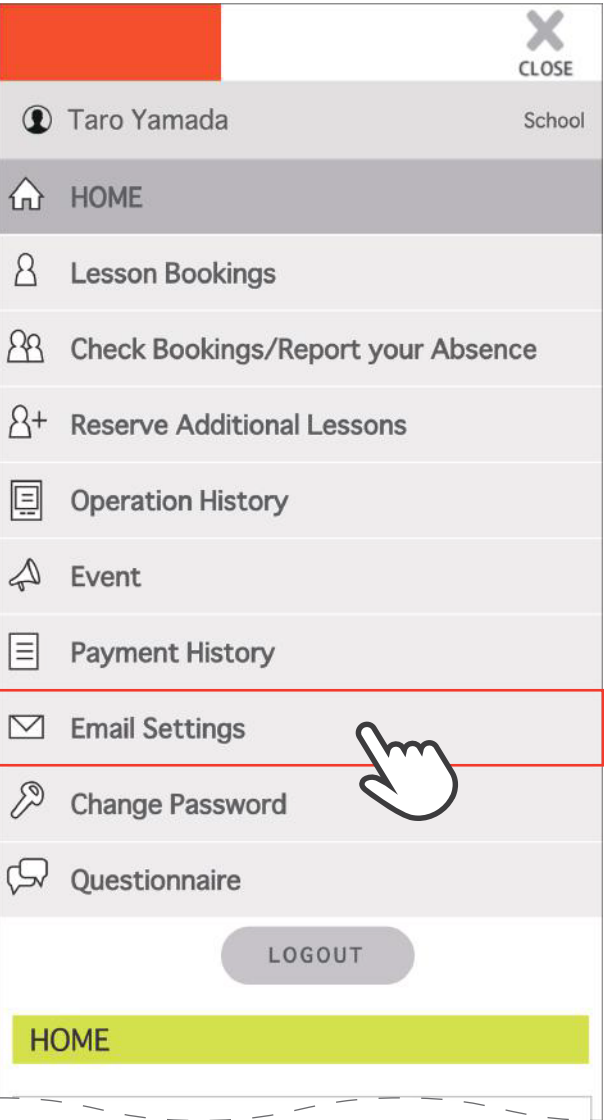 CLOSE
Taro Yamada School
HOME
Lesson Bookings
Check Bookings/Report your Absence
Reserve Additional Lessons
Operation History
Event
Payment History
Email Settings
Change Password
Questionnaire
LOGOUT
HOME